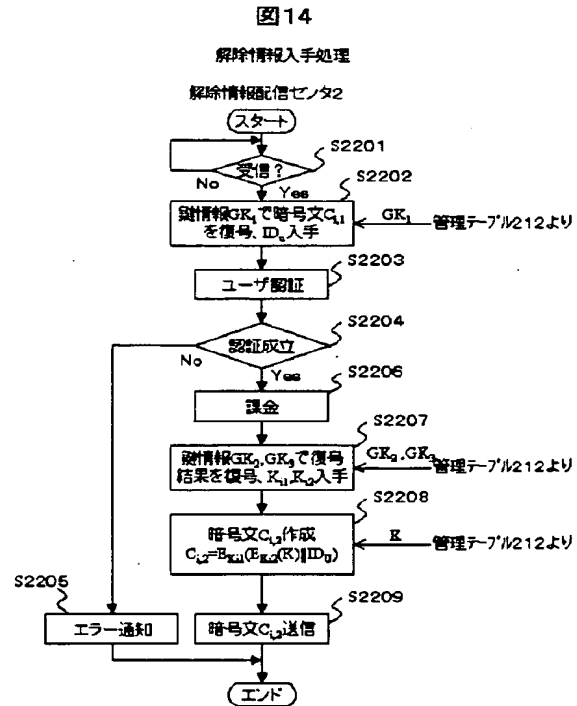 図14
解除情報入手処理
解除情報配信センタ2
スタート
S2201
受信?
No
Yes
S2202
鍵情報GK1で暗号文Ci,1
を復号、IDu入手
GK1
管理テーブル212より
S2203
ユーザ認証
S2204
認証成立
No
Yes
S2206
課金
S2207
鍵情報GK2,GK3で復号
結果を復号、Ki1,Ki2入手
GK2,GK3
管理テーブル212より
S2208
暗号文Ci,2作成
Ci,2=EKi1(EKi2(K)||IDU)
K
管理テーブル212より
S2205
エラー通知
S2209
暗号文Ci,2送信
エンド